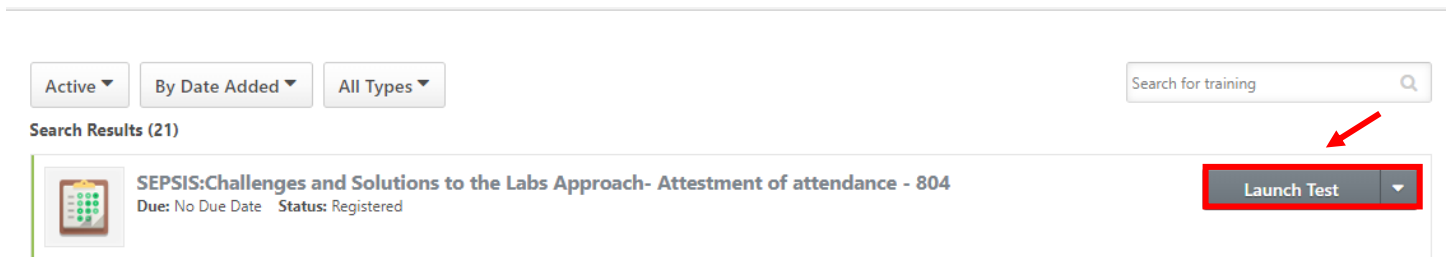 Active By Date Added All Types Search for training
Search Results (21)
SEPSIS:Challenges and Solutions to the Labs Approach- Attestment of attendance - 804
Launch Test
Due: No Due Date Status: Registered